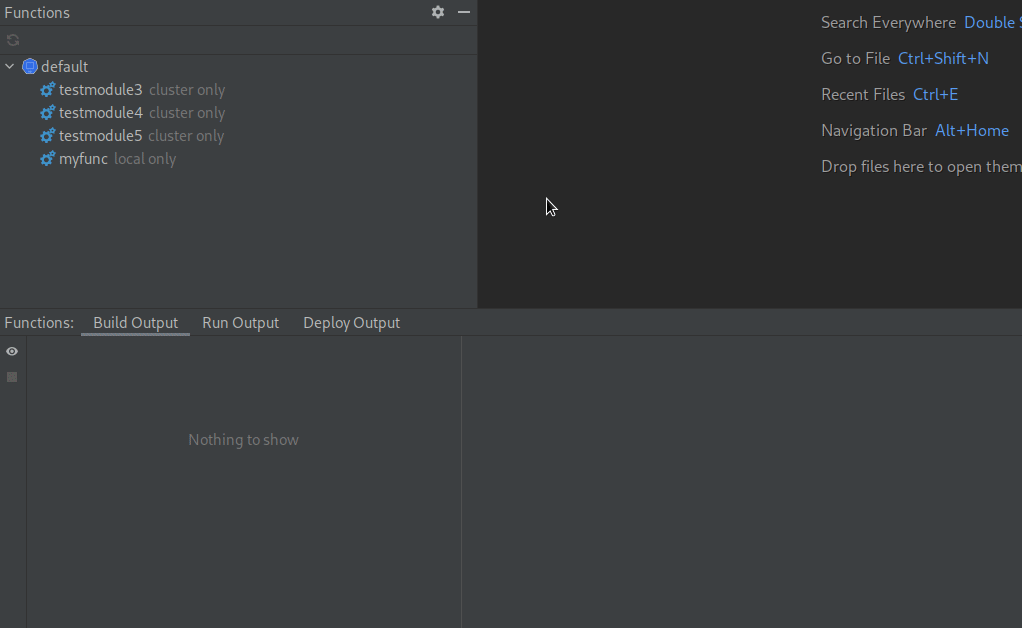 Functions
default
testmodule3 cluster only
testmodule4 cluster only
testmodule5 cluster only
myfunc local only
Search Everywhere Double
Go to File Ctrl+Shift+N
Recent Files Ctrl+E
Navigation Bar Alt+Home
Drop files here to open them
Functions: Build Output Run Output Deploy Output
Nothing to show